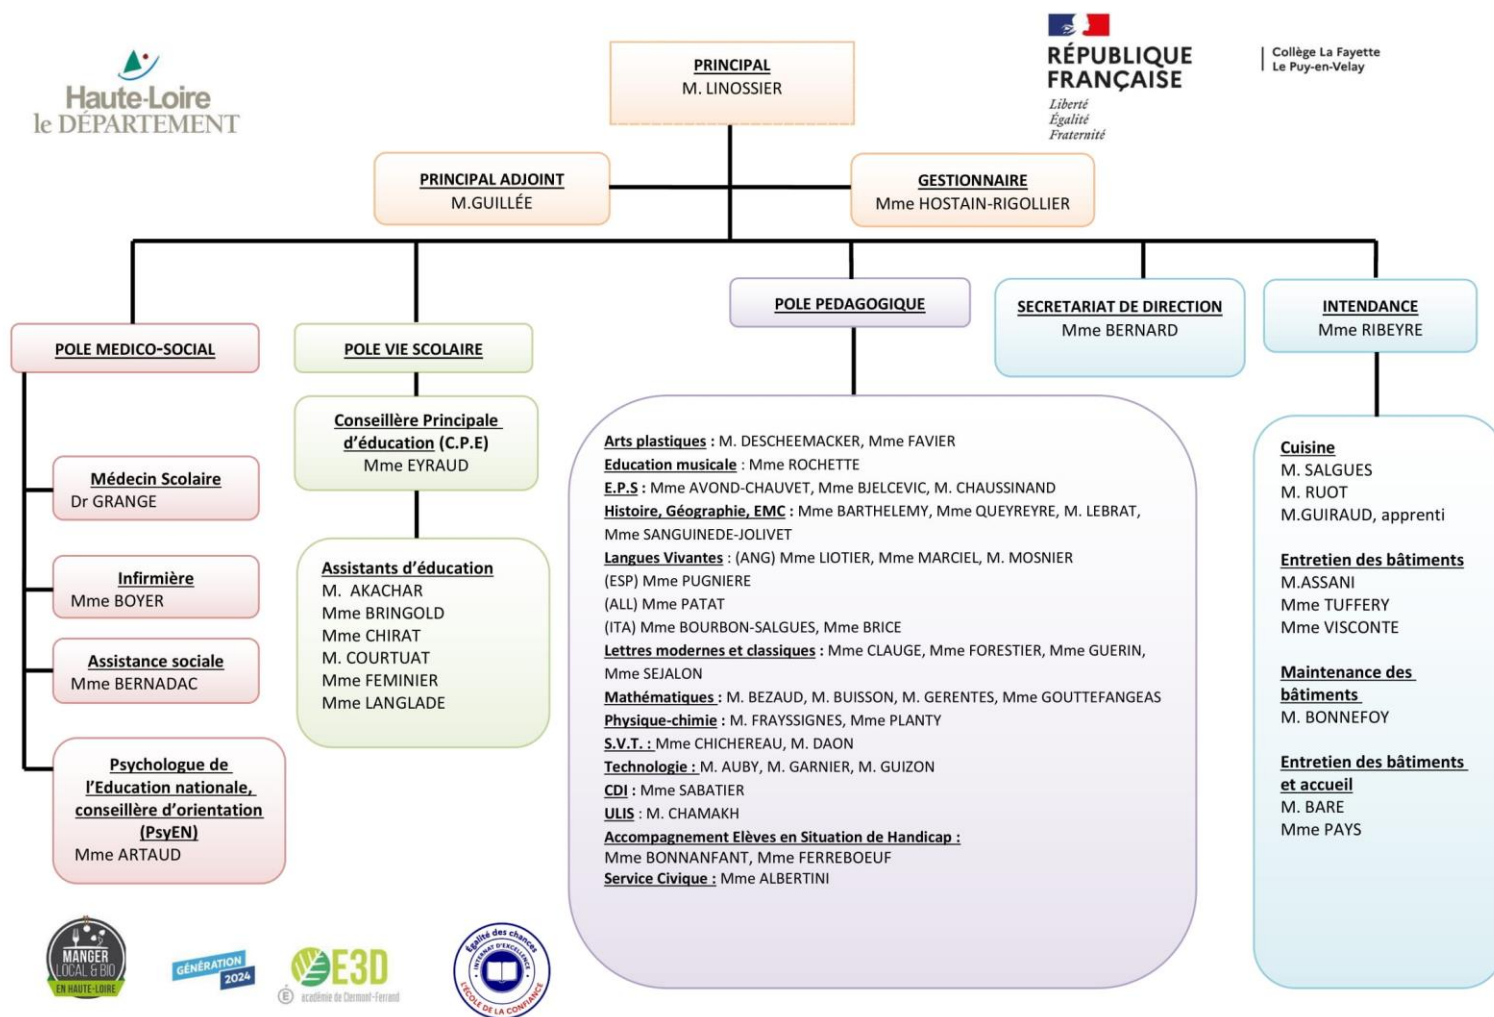 Haute-Loire
le DÉPARTEMENT
PRINCIPAL
M. LINOSSIER
RÉPUBLIQUE
FRANÇAISE
Liberté
Égalité
Fraternité
Collège La Fayette
Le Puy-en-Velay
PRINCIPAL ADJOINT
M.GUILLÉE
GESTIONNAIRE
Mme HOSTAIN-RIGOLLIER
POLE MEDICO-SOCIAL
Médecin Scolaire
Dr GRANGE
Infirmière
Mme BOYER
Assistance sociale
Mme BERNADAC
Psychologue de
l’Education nationale,
conseillère d’orientation
(PsyEN)
Mme ARTAUD
POLE VIE SCOLAIRE
Conseillère Principale
d’éducation (C.P.E)
Mme EYRAUD
Assistants d’éducation
M. AKACHAR
Mme BRINGOLD
Mme CHIRAT
M. COURTUAT
Mme FEMINIER
Mme LANGLADE
POLE PEDAGOGIQUE
Arts plastiques : M. DESCHEEMACKER, Mme FAVIER
Education musicale : Mme ROCHETTE
E.P.S : Mme AVOND-CHAUVET, Mme BJELCEVIC, M. CHAUSSINAND
Histoire, Géographie, EMC : Mme BARTHELEMY, Mme QUEYREYRE, M. LEBRAT,
Mme SANGUINEDE-JOLIVET
Langues Vivantes : (ANG) Mme LIOTIER, Mme MARCIEL, M. MOSNIER
(ESP) Mme PUGNIERE
(ALL) Mme PATAT
(ITA) Mme BOURBON-SALGUES, Mme BRICE
Lettres modernes et classiques : Mme CLAUGE, Mme FORESTIER, Mme GUERIN,
Mme SEJALON
Mathématiques : M. BEZAUD, M. BUISSON, M. GERENTES, Mme GOUTTEFANGEAS
Physique-chimie : M. FRAYSSIGNES, Mme PLANTY
S.V.T. : Mme CHICHEREAU, M. DAON
Technologie : M. AUBY, M. GARNIER, M. GUIZON
CDI : Mme SABATIER
ULIS : M. CHAMAKH
Accompagnement Elèves en Situation de Handicap :
Mme BONNANFANT, Mme FERREBOEUF
Service Civique : Mme ALBERTINI
SECRETARIAT DE DIRECTION
Mme BERNARD
INTENDANCE
Mme RIBEYRE
Cuisine
M. SALGUES
M. RUOT
M.GUIRAUD, apprenti
Entretien des bâtiments
M.ASSANI
Mme TUFFERY
Mme VISCONTE
Maintenance des
bâtiments
M. BONNEFOY
Entretien des bâtiments
et accueil
M. BARE
Mme PAYS
MANGER
LOCAL & BIO
EN HAUTE-LOIRE
GÉNÉRATION
2024
E3D
académie de Clermont-Ferrand
Égalité des chances
INTERNAT D'EXCELLENCE
L'ÉCOLE DE LA CONFIANCE